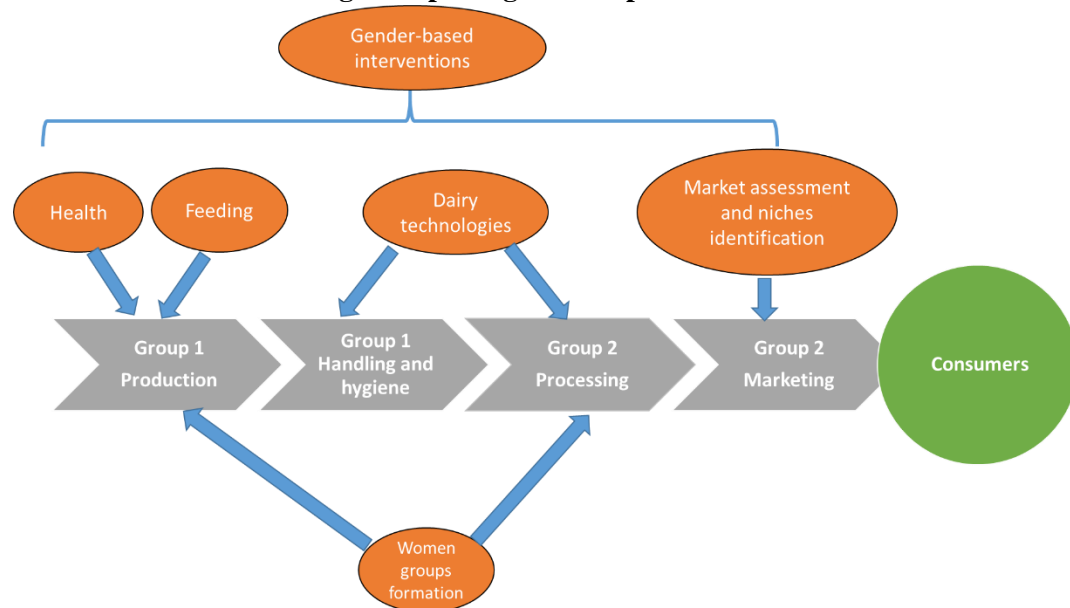 Gender-based
interventions
Health
Feeding
Dairy
technologies
Market assessment
and niches
identification
Group 1
Production
Group 1
Handling and
hygiene
Group 2
Processing
Group 2
Marketing
Consumers
Women
groups
formation